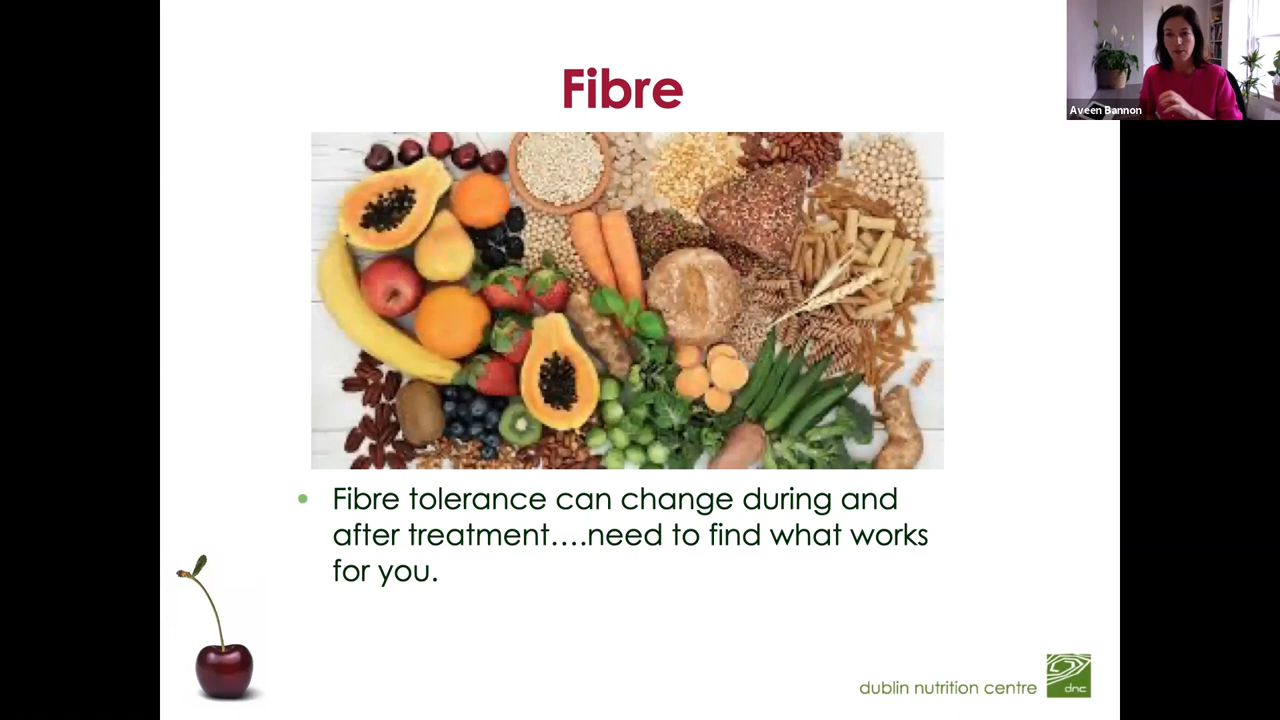 Fibre
Aveen Bannon
• Fibre tolerance can change during and
after treatment....need to find what works
for you.
dublin nutrition centre
dnc